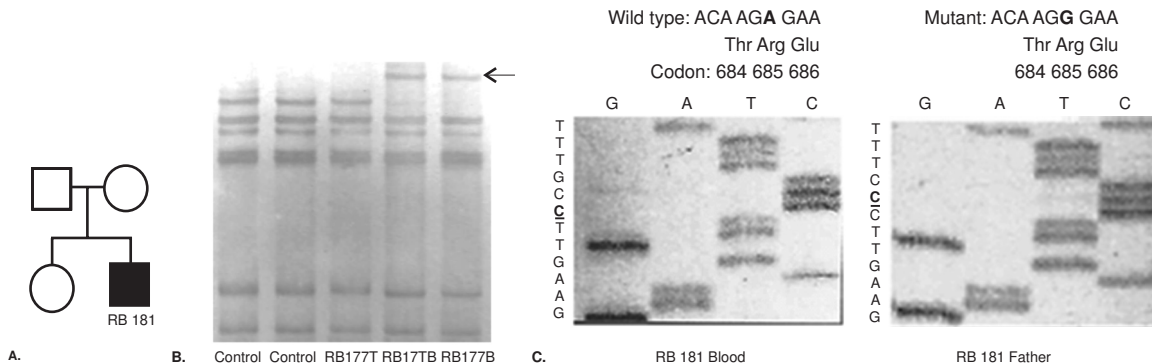 Wild type: ACA AGA GAA
Thr Arg Glu
Codon: 684 685 686
Mutant: ACA AGG GAA
Thr Arg Glu
684 685 686
G A T C
G A T C
T
T
T
G
C
C
T
T
G
A
A
G
T
T
T
C
C
C
T
T
G
A
A
G
RB 181
A.
B. Control Control RB177T RB17TB RB177B
C. RB 181 Blood RB 181 Father